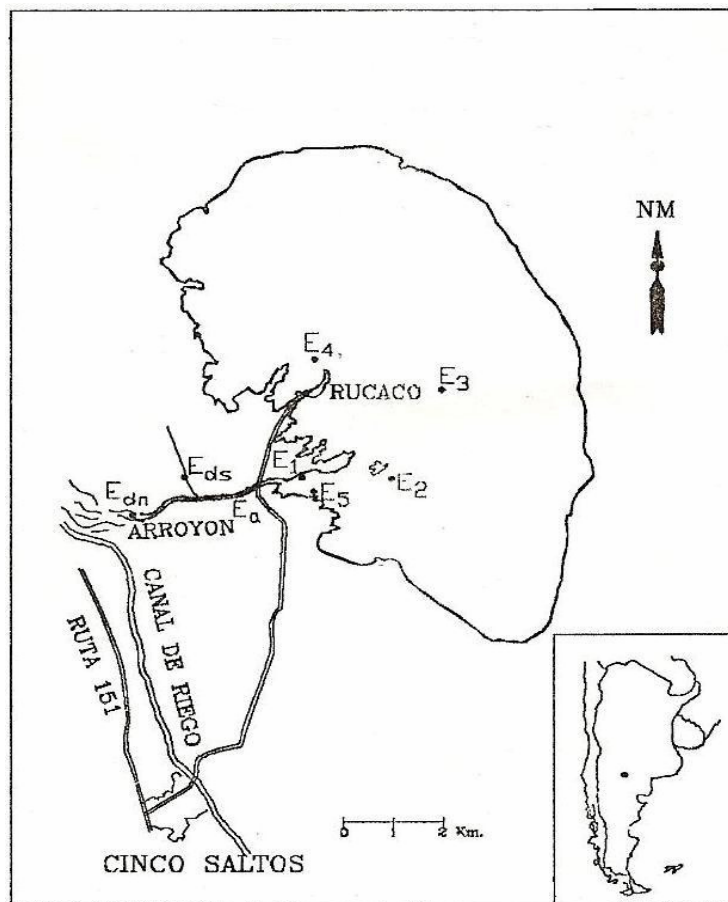 NM
E4
RUCACO
E3
Eds
E1
E2
Edn
Ea
E5
ARROYON
CANAL DE RIEGO
RUTA 151
0 1 2 Km.
CINCO SALTOS